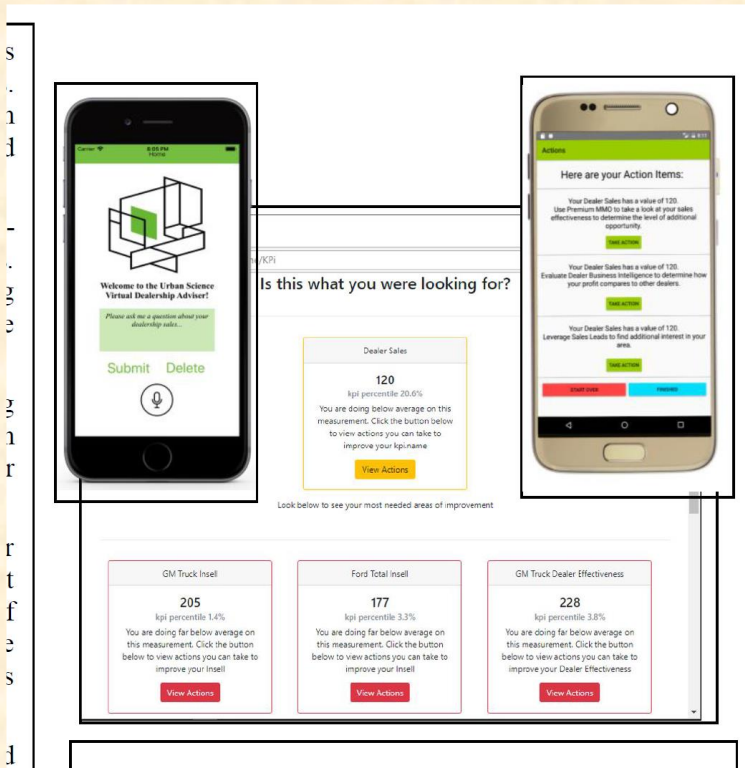 s
.
n
d
-
.
g
e
g
n
r
r
t
f
e
s
d
Carrier
8:00 PM
Home
Welcome to the Urban Science
Virtual Dealership Adviser!
Please ask me a question about your
dealership sales...
Submit Delete
/KPi
Is this what you were looking for?
Dealer Sales
120
kpi percentile 20.6%
You are doing below average on this
measurement. Click the button below
to view actions you can take to
improve your kpi.name
View Actions
Look below to see your most needed areas of improvement
GM Truck Insell
205
kpi percentile 1.4%
You are doing far below average on
this measurement. Click the button
below to view actions you can take to
improve your Insell
View Actions
Ford Total Insell
177
kpi percentile 3.3%
You are doing far below average on
this measurement. Click the button
below to view actions you can take to
improve your Insell
View Actions
GM Truck Dealer Effectiveness
228
kpi percentile 3.8%
You are doing far below average on
this measurement. Click the button
below to view actions you can take to
improve your Dealer Effectiveness
View Actions
Actions
Here are your Action Items:
Your Dealer Sales has a value of 120.
Use Premium MMO to take a look at your sales
effectiveness to determine the level of additional
opportunity.
TAKE ACTION
Your Dealer Sales has a value of 120.
Evaluate Dealer Business Intelligence to determine how
your profit compares to other dealers.
TAKE ACTION
Your Dealer Sales has a value of 120.
Leverage Sales Leads to find additional interest in your
area.
TAKE ACTION
START OVER FINISHED